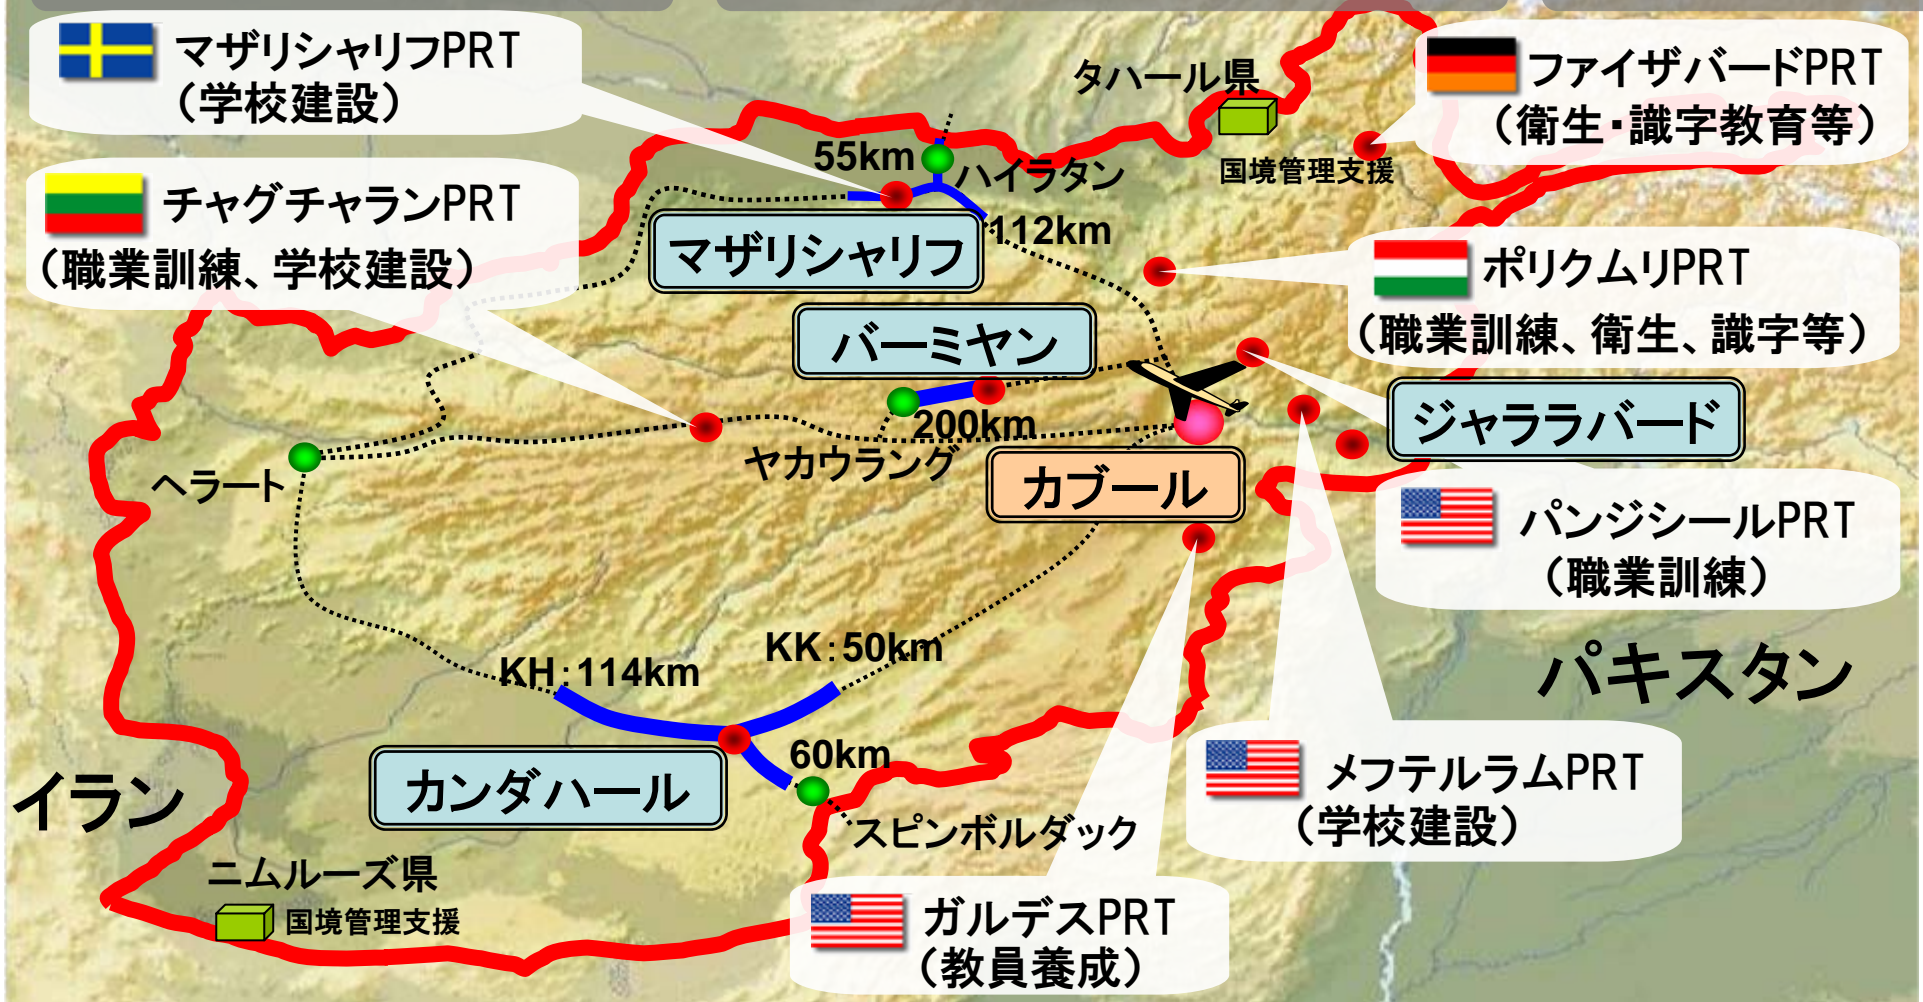 マザリシャリフPRT
（学校建設）
タハール県
国境管理支援
ファイザバードPRT
（衛生・識字教育等）
55km
ハイラタン
チャグチャランPRT
（職業訓練、学校建設）
マザリシャリフ
112km
ポリクムリPRT
（職業訓練、衛生、識字等）
バーミヤン
200km
ヤカウラング
ジャララバード
ヘラート
カブール
パンジシールPRT
（職業訓練）
KH：114km
KK：50km
パキスタン
60km
カンダハール
メフテルラムPRT
（学校建設）
イラン
スピンボルダック
ニムルーズ県
国境管理支援
ガルデスPRT
（教員養成）